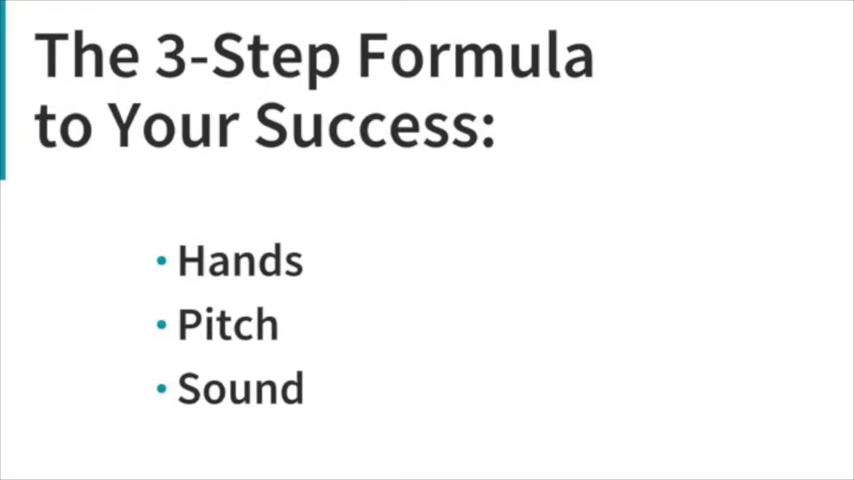 The 3-Step Formula
to Your Success:
• Hands
• Pitch
• Sound